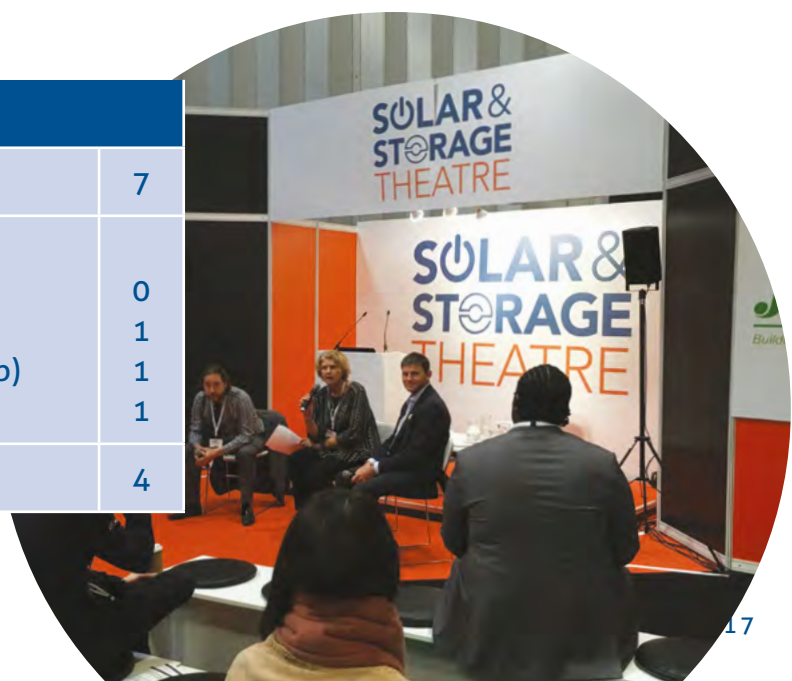 7
0
1
b) 1
1
4
SOLAR &
STORAGE
THEATRE
SOLAR &
STORAGE
THEATRE
17